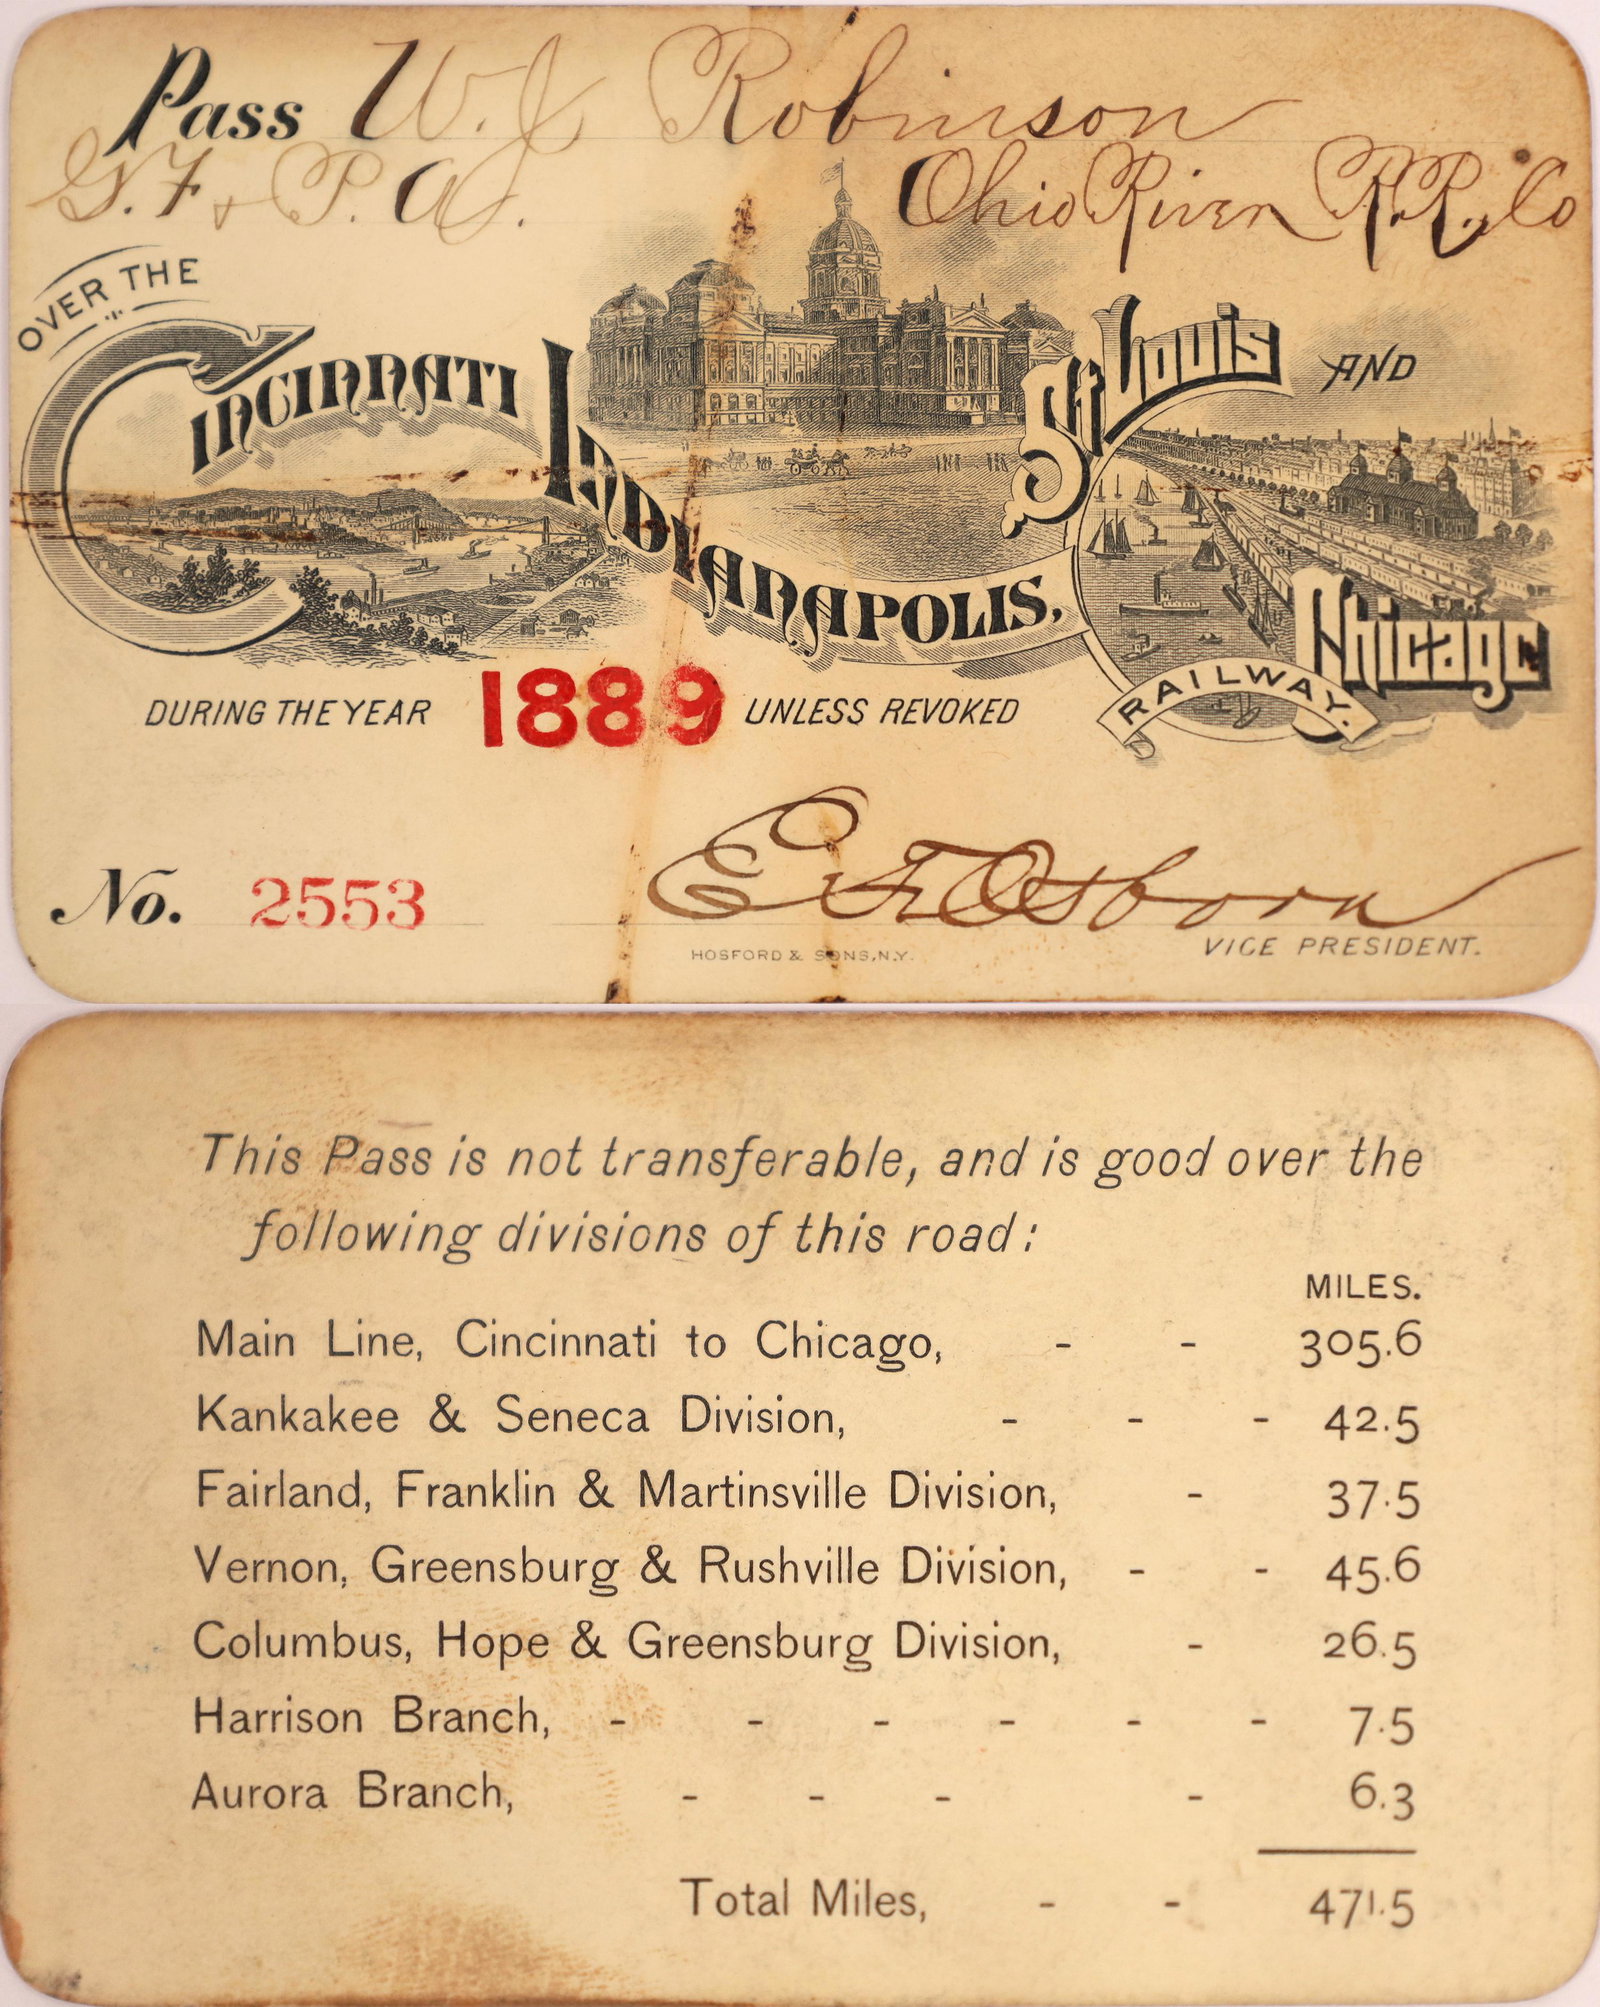 Pass W. J. Robinson
G. F. & P. A. Ohio River R. R. Co
OVER THE
CINCINNATI
INDIANAPOLIS,
St Louis AND
Chicago
RAILWAY.
DURING THE YEAR 1889 UNLESS REVOKED
No. 2553 E F Osborn
VICE PRESIDENT.
HOSFORD & SONS, N.Y.
This Pass is not transferable, and is good over the
following divisions of this road:
MILES.
Main Line, Cincinnati to Chicago, - - 305.6
Kankakee & Seneca Division, - - - 42.5
Fairland, Franklin & Martinsville Division, - 37.5
Vernon, Greensburg & Rushville Division, - - 45.6
Columbus, Hope & Greensburg Division, - 26.5
Harrison Branch, - - - - - - 7.5
Aurora Branch, - - - - 6.3
Total Miles, - - 471.5